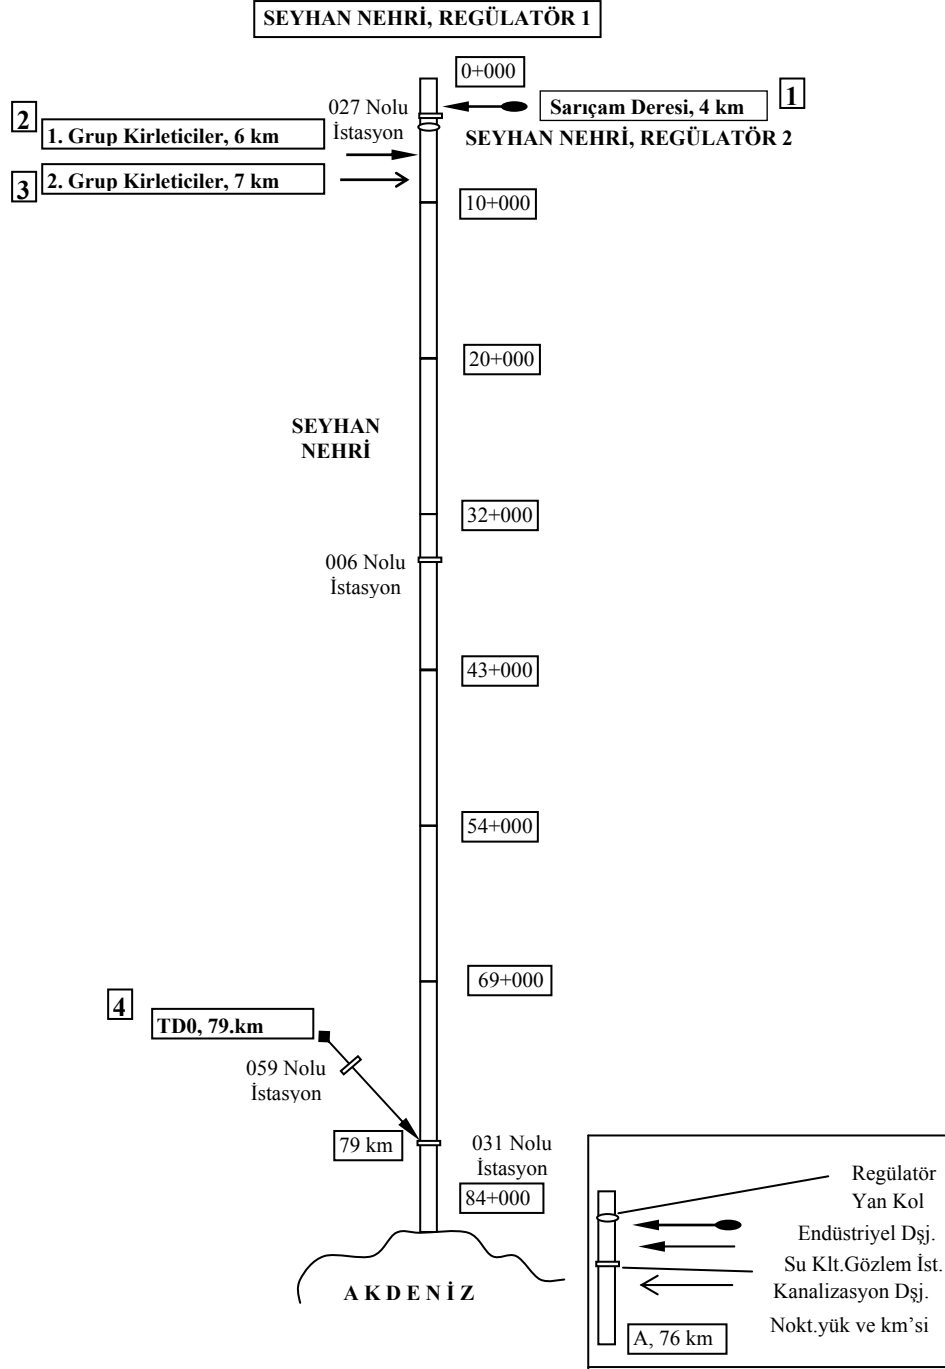 SEYHAN NEHRİ, REGÜLATÖR 1
0+000
1
027 Nolu
İstasyon
Sarıçam Deresi, 4 km
2
1. Grup Kirleticiler, 6 km
SEYHAN NEHRİ, REGÜLATÖR 2
3
2. Grup Kirleticiler, 7 km
10+000
20+000
SEYHAN
NEHRİ
32+000
006 Nolu
İstasyon
43+000
54+000
69+000
4
TD0, 79.km
059 Nolu
İstasyon
79 km
031 Nolu
İstasyon
84+000
AKDENİZ
Regülatör
Yan Kol
Endüstriyel Dşj.
Su Klt.Gözlem İst.
Kanalizasyon Dşj.
Nokt.yük ve km'si
A, 76 km